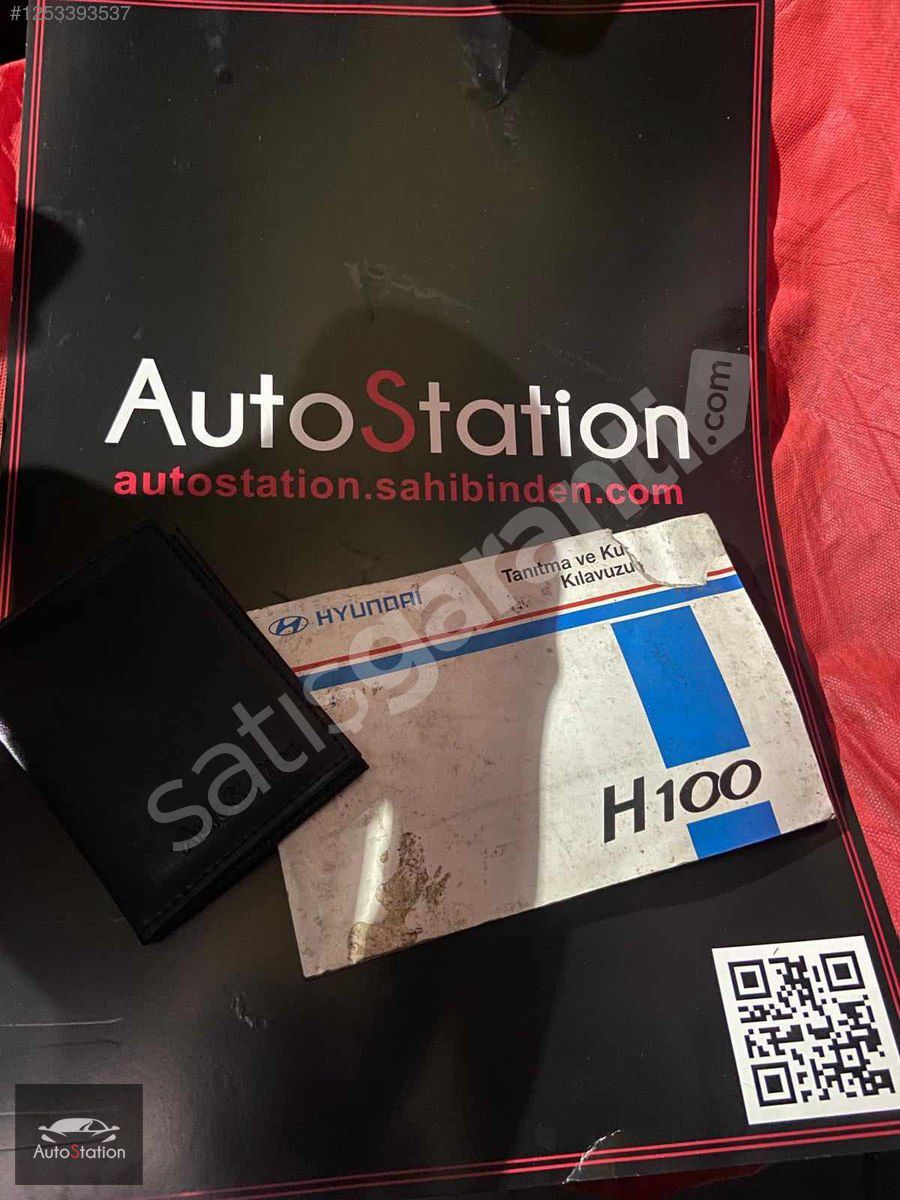 #1253393537
AutoStation
autostation.sahibinden.com
satışgaranti.com
Tanıtma ve Ku
Kılavuzu
HYUNDAI
H100
AutoStation